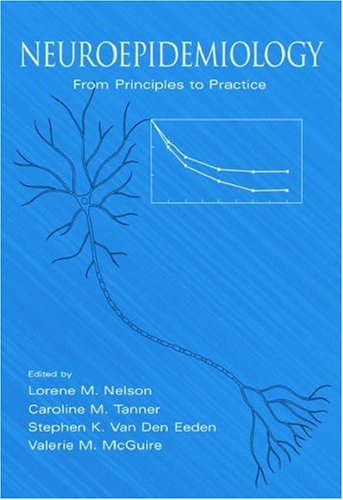 NEUROEPIDEMIOLOGY
From Principles to Practice
Edited by
Lorene M. Nelson
Caroline M. Tanner
Stephen K. Van Den Eeden
Valerie M. McGuire